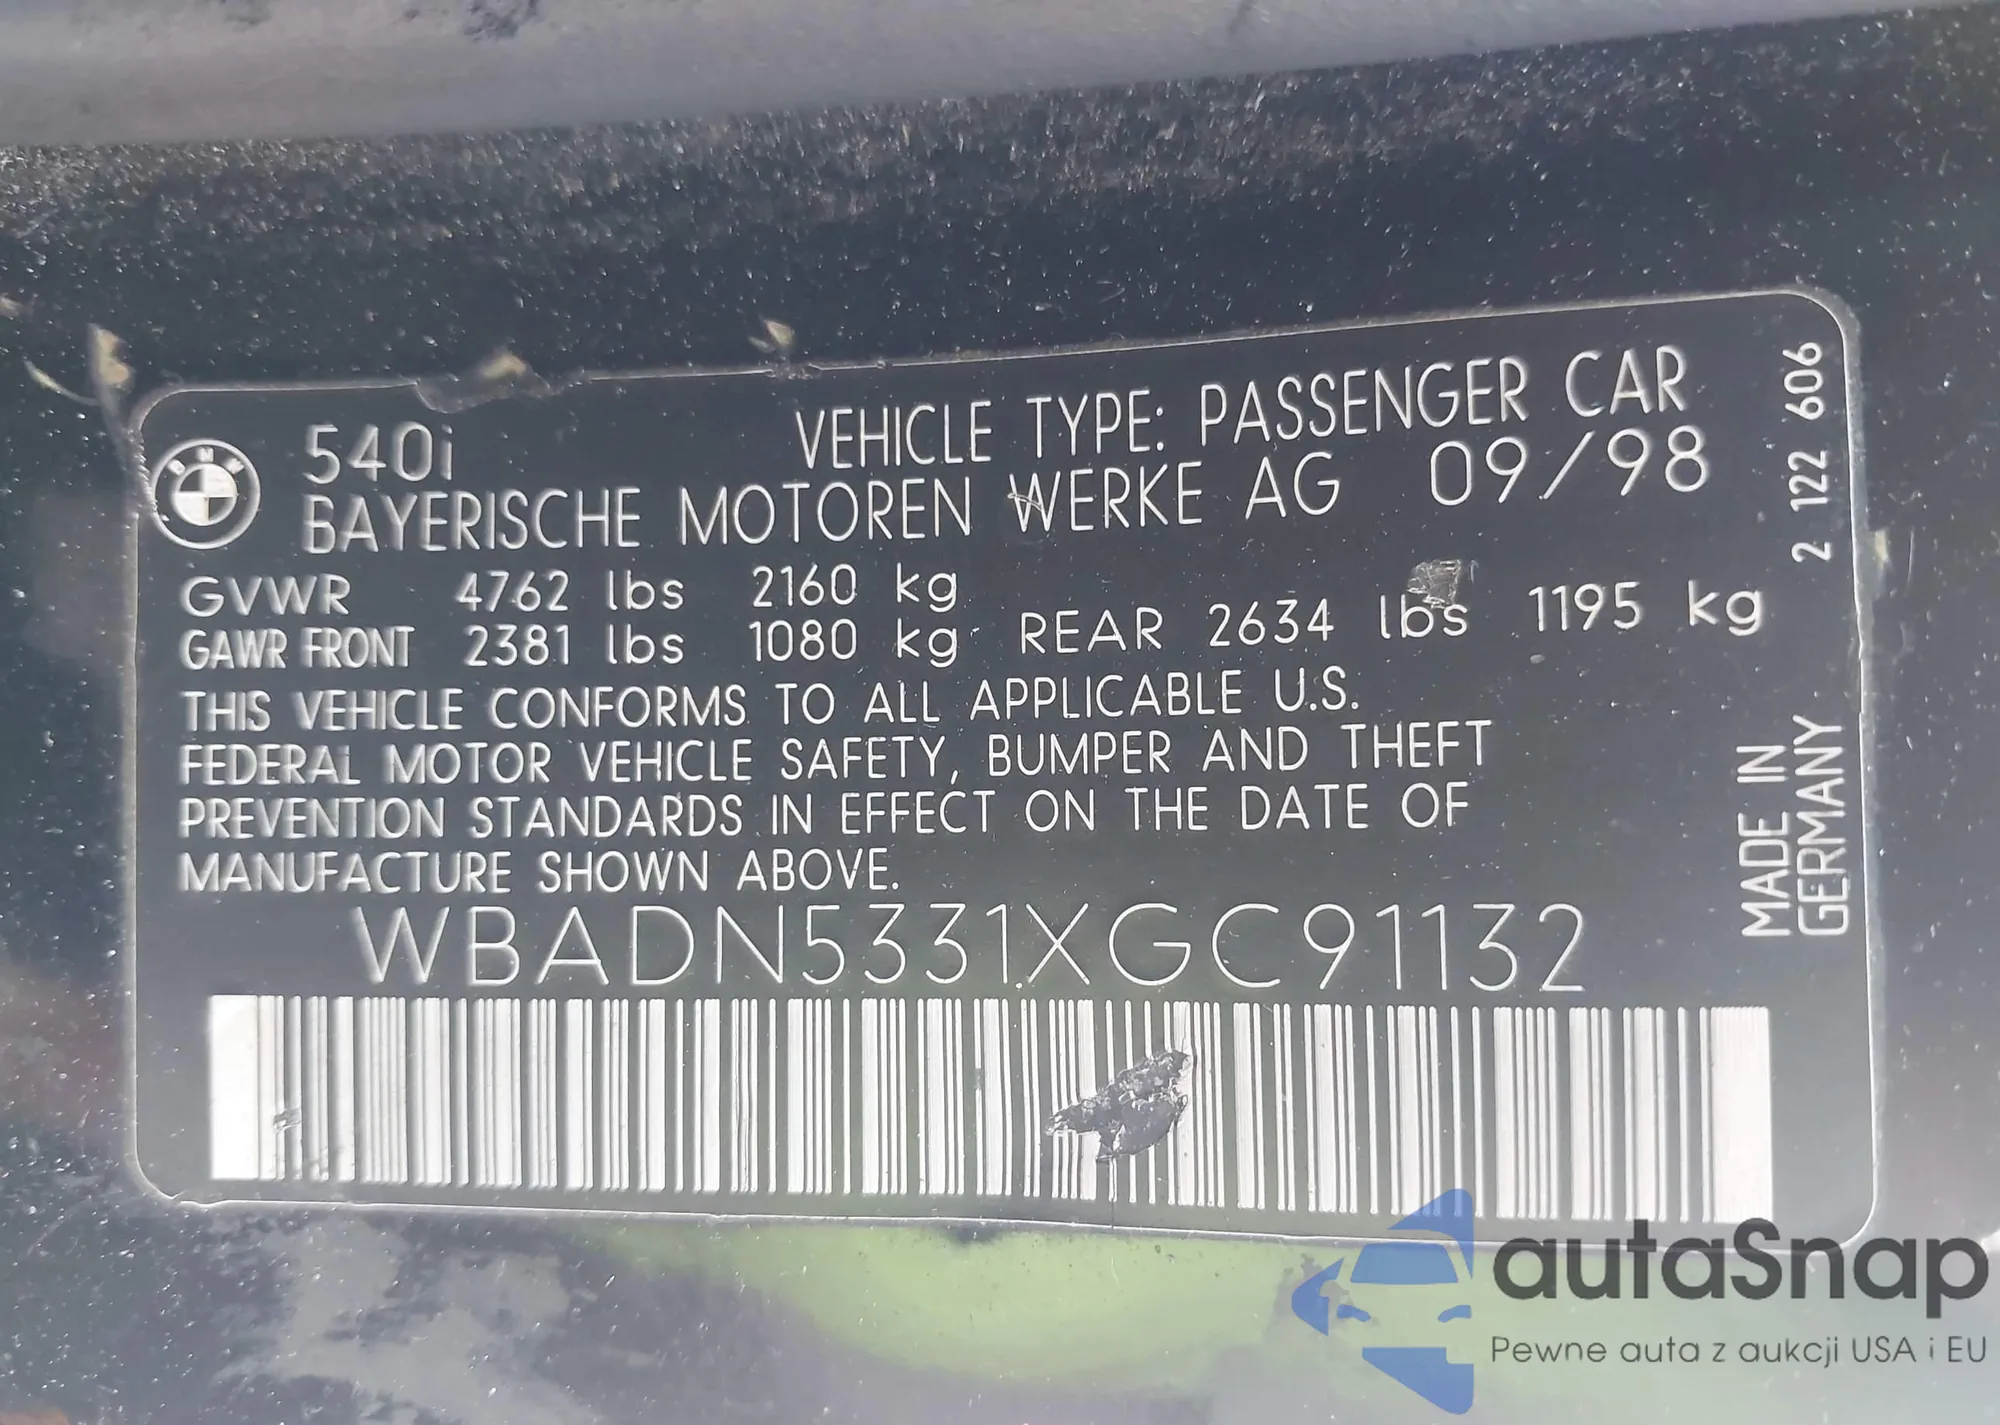 BMW
540i VEHICLE TYPE: PASSENGER CAR
BAYERISCHE MOTOREN WERKE AG 09/98
GVWR 4762 lbs 2160 kg
GAWR FRONT 2381 lbs 1080 kg REAR 2634 lbs 1195 kg
THIS VEHICLE CONFORMS TO ALL APPLICABLE U.S.
FEDERAL MOTOR VEHICLE SAFETY, BUMPER AND THEFT
PREVENTION STANDARDS IN EFFECT ON THE DATE OF
MANUFACTURE SHOWN ABOVE.
WBADN5331XGC91132
2 122 606
MADE IN
GERMANY
autaSnap
Pewne auta z aukcji USA i EU